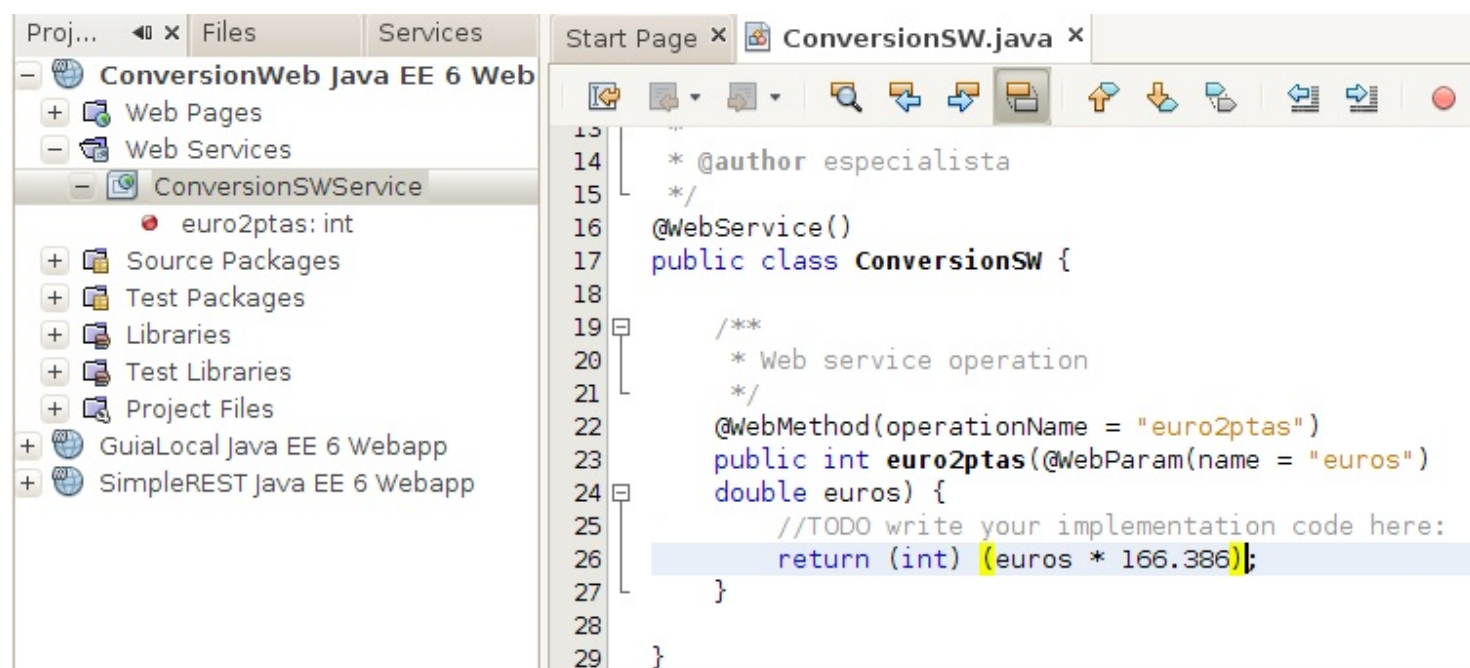 Proj... Files Services
ConversionWeb Java EE 6 Web
Web Pages
Web Services
ConversionSWService
euro2ptas: int
Source Packages
Test Packages
Libraries
Test Libraries
Project Files
GuiaLocal Java EE 6 Webapp
SimpleREST Java EE 6 Webapp
Start Page ConversionSW.java
13 *
14 * @author especialista
15 */
16 @WebService()
17 public class ConversionSW {
18
19 /**
20 * Web service operation
21 */
22 @WebMethod(operationName = "euro2ptas")
23 public int euro2ptas(@WebParam(name = "euros")
24 double euros) {
25 //TODO write your implementation code here:
26 return (int) (euros * 166.386);
27 }
28
29 }